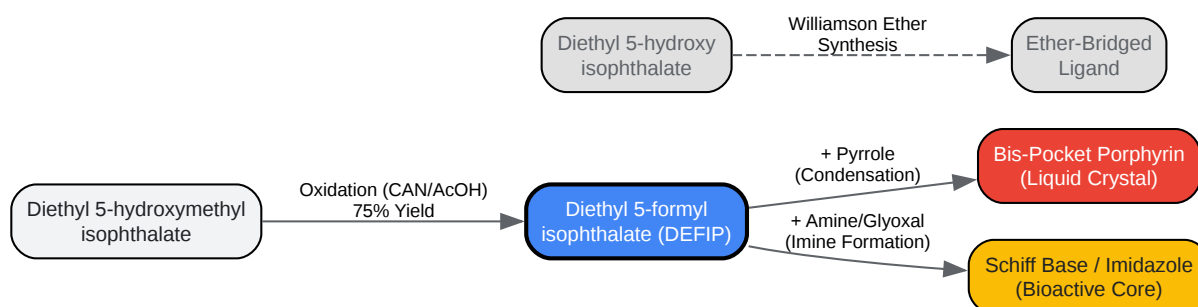 Diethyl 5-hydroxy
isophthalate
Williamson Ether
Synthesis
Ether-Bridged
Ligand
Diethyl 5-hydroxymethyl
isophthalate
Oxidation (CAN/AcOH)
75% Yield
Diethyl 5-formyl
isophthalate (DEFIP)
+ Pyrrole
(Condensation)
Bis-Pocket Porphyrin
(Liquid Crystal)
+ Amine/Glyoxal
(Imine Formation)
Schiff Base / Imidazole
(Bioactive Core)